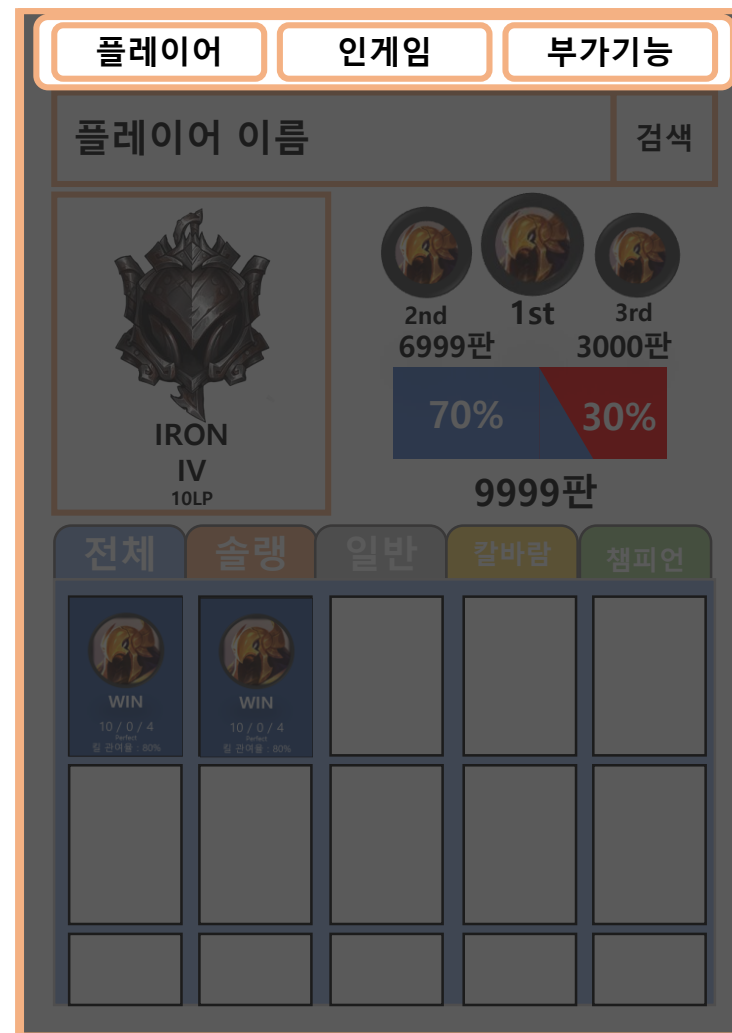 플레이어 인게임 부가기능
플레이어 이름 검색
2nd 1st 3rd
6999판 3000판
70% 30%
9999판
IRON
IV
10LP
전체 솔랭 일반 칼바람 챔피언
WIN
10 / 0 / 4
Perfect
킬 관여율 : 80%
WIN
10 / 0 / 4
Perfect
킬 관여율 : 80%